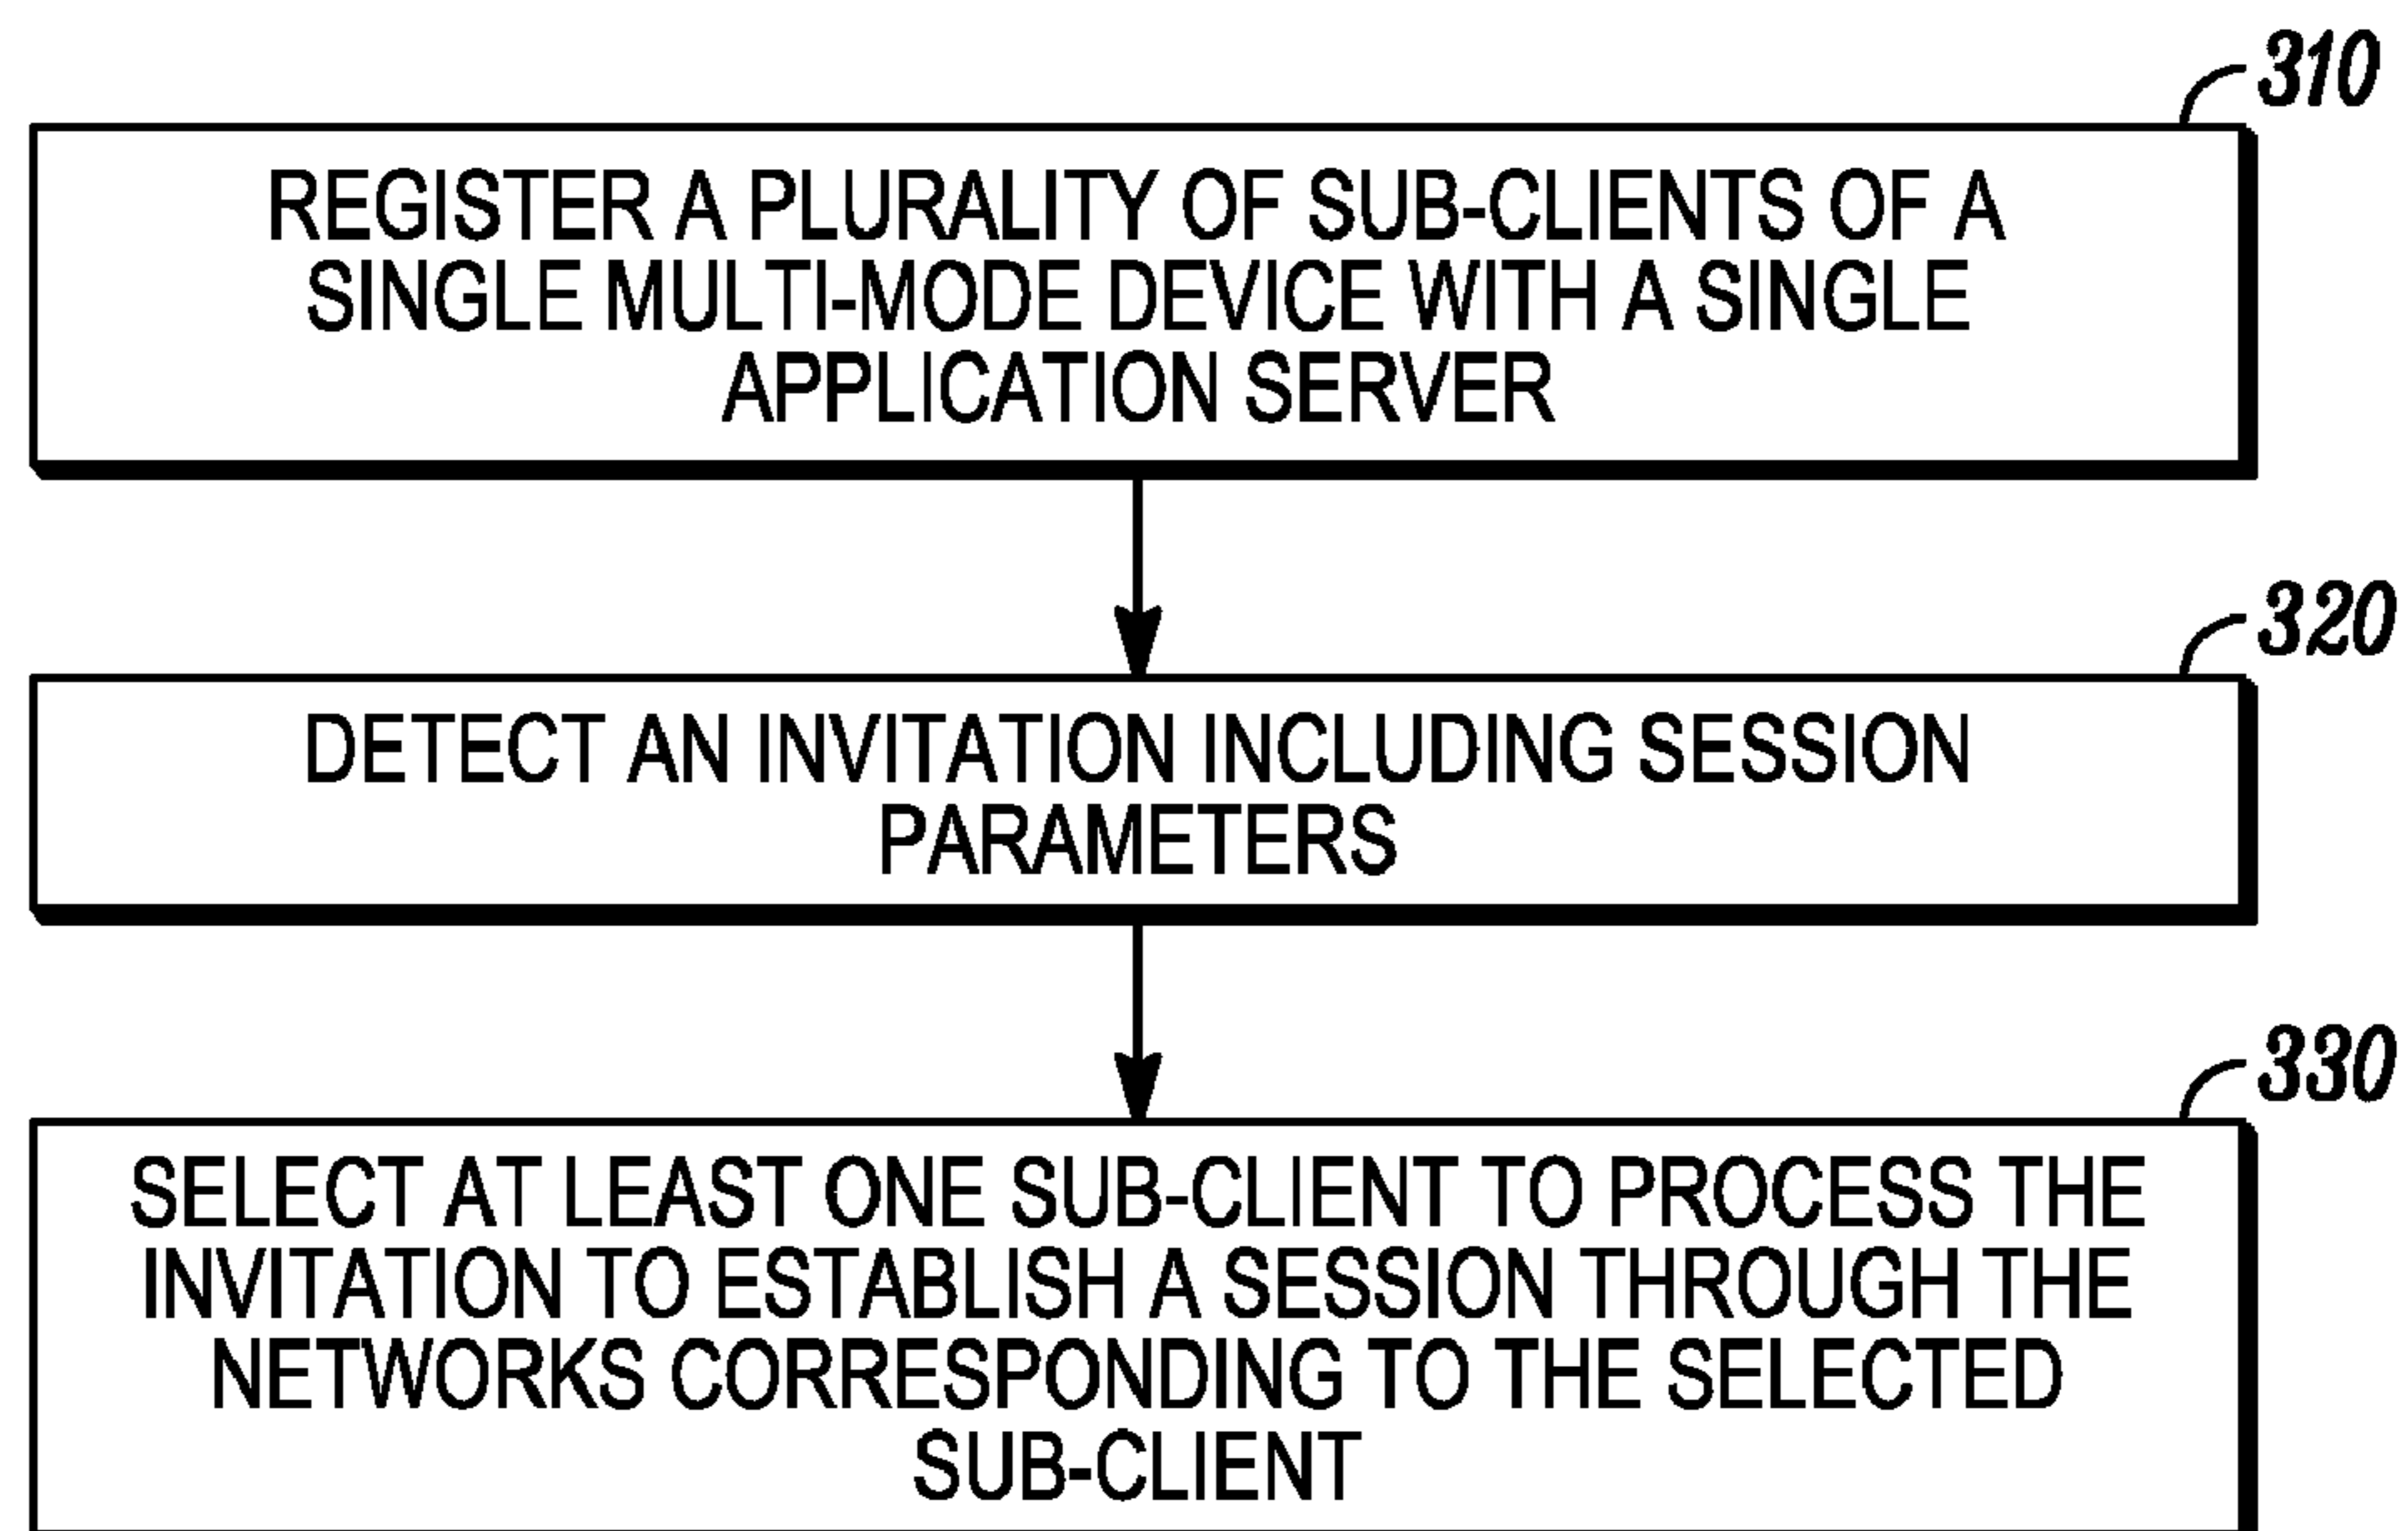 310
REGISTER A PLURALITY OF SUB-CLIENTS OF A
SINGLE MULTI-MODE DEVICE WITH A SINGLE
APPLICATION SERVER
320
DETECT AN INVITATION INCLUDING SESSION
PARAMETERS
330
SELECT AT LEAST ONE SUB-CLIENT TO PROCESS THE
INVITATION TO ESTABLISH A SESSION THROUGH THE
NETWORKS CORRESPONDING TO THE SELECTED
SUB-CLIENT